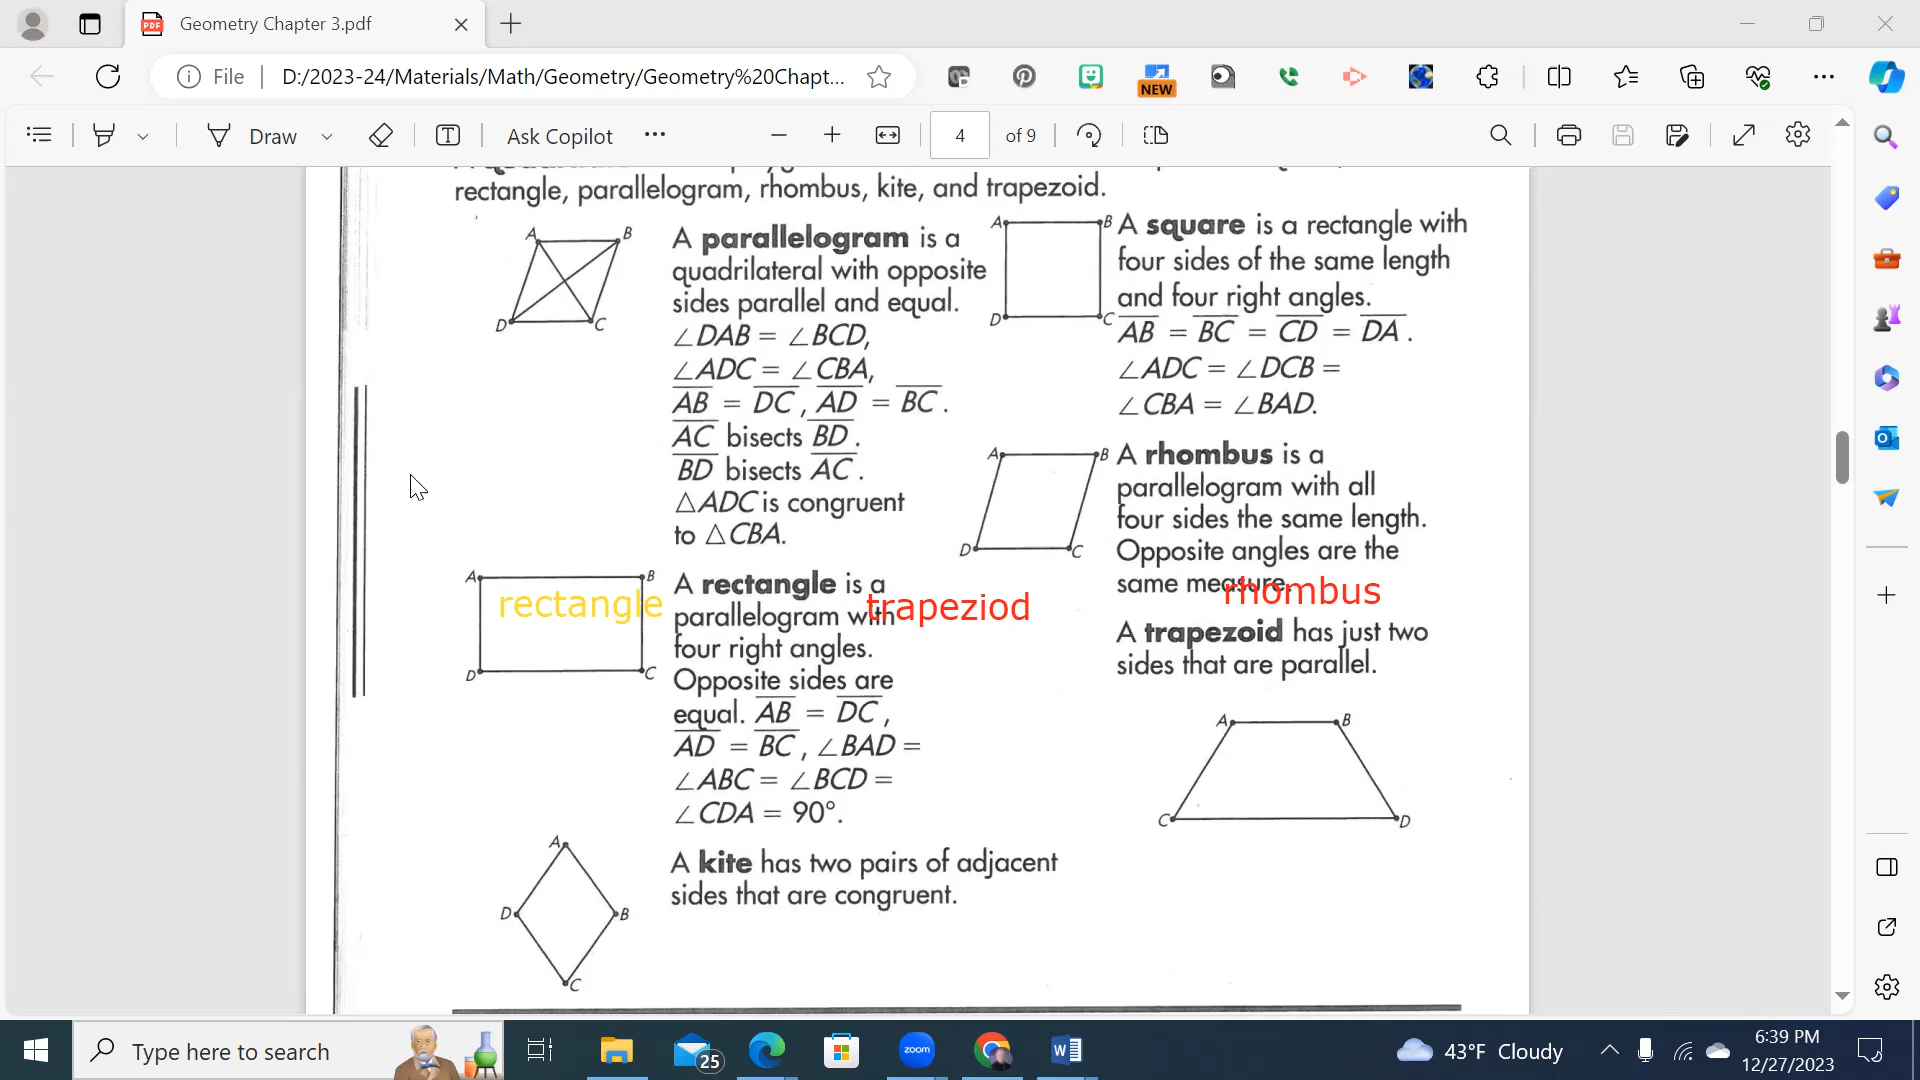 Geometry Chapter 3.pdf
File
D:/2023-24/Materials/Math/Geometry/Geometry%20Chapt...
NEW
Draw
Ask Copilot
4 of 9
rectangle, parallelogram, rhombus, kite, and trapezoid.
A B
D C
A parallelogram is a
quadrilateral with opposite
sides parallel and equal.
∠DAB = ∠BCD,
∠ADC = ∠CBA,
AB = DC, AD = BC.
AC bisects BD.
BD bisects AC.
△ADC is congruent
to △CBA.
A B
D C
rectangle
A rectangle is a
parallelogram with
four right angles.
Opposite sides are
equal. AB = DC,
AD = BC, ∠BAD =
∠ABC = ∠BCD =
∠CDA = 90°.
trapeziod
A
D B
C
A kite has two pairs of adjacent
sides that are congruent.
A B
D C
A square is a rectangle with
four sides of the same length
and four right angles.
AB = BC = CD = DA.
∠ADC = ∠DCB =
∠CBA = ∠BAD.
A B
D C
A rhombus is a
parallelogram with all
four sides the same length.
Opposite angles are the
same measure.
rhombus
A trapezoid has just two
sides that are parallel.
A B
C D
Type here to search
25
zoom
43°F Cloudy
6:39 PM
12/27/2023